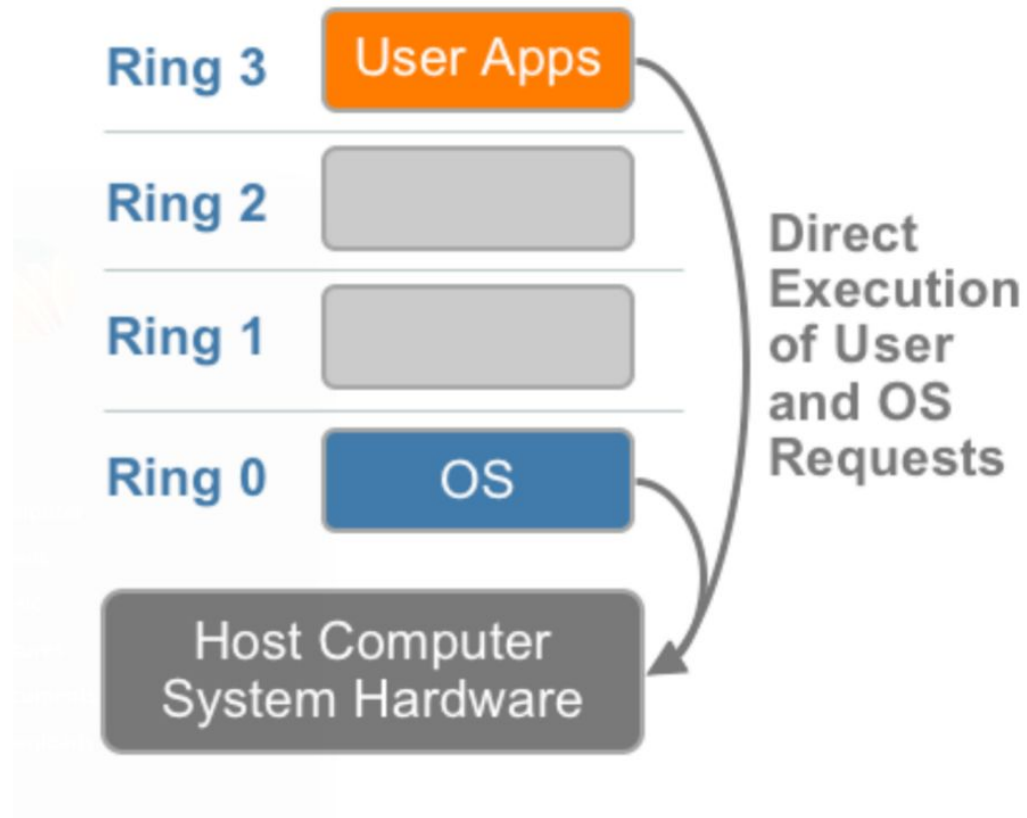 Ring 3
User Apps
Ring 2
Ring 1
Ring 0
OS
Direct
Execution
of User
and OS
Requests
Host Computer
System Hardware